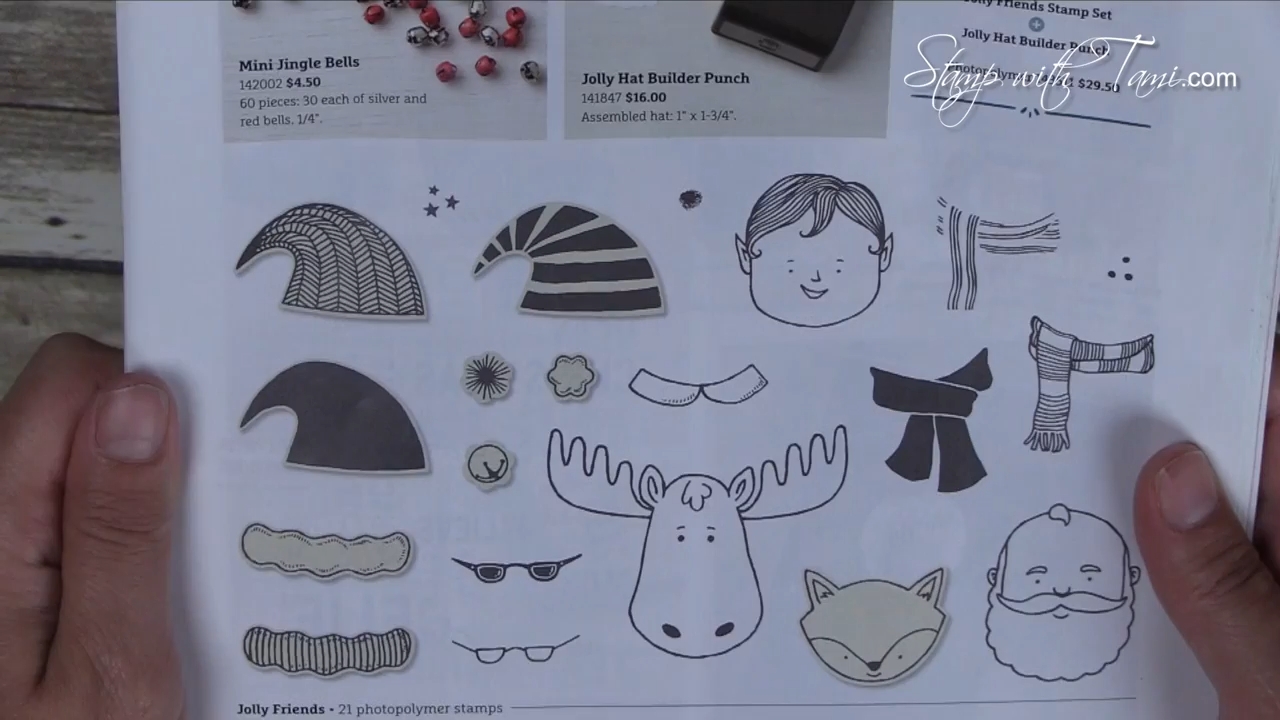 Mini Jingle Bells
142002 $4.50
60 pieces: 30 each of silver and
red bells. 1/4".
Jolly Hat Builder Punch
141847 $16.00
Assembled hat: 1" x 1-3/4".
Jolly Friends Stamp Set
Jolly Hat Builder Punch
Photopolymer $29.50
Stamp with Tami.com
Jolly Friends • 21 photopolymer stamps